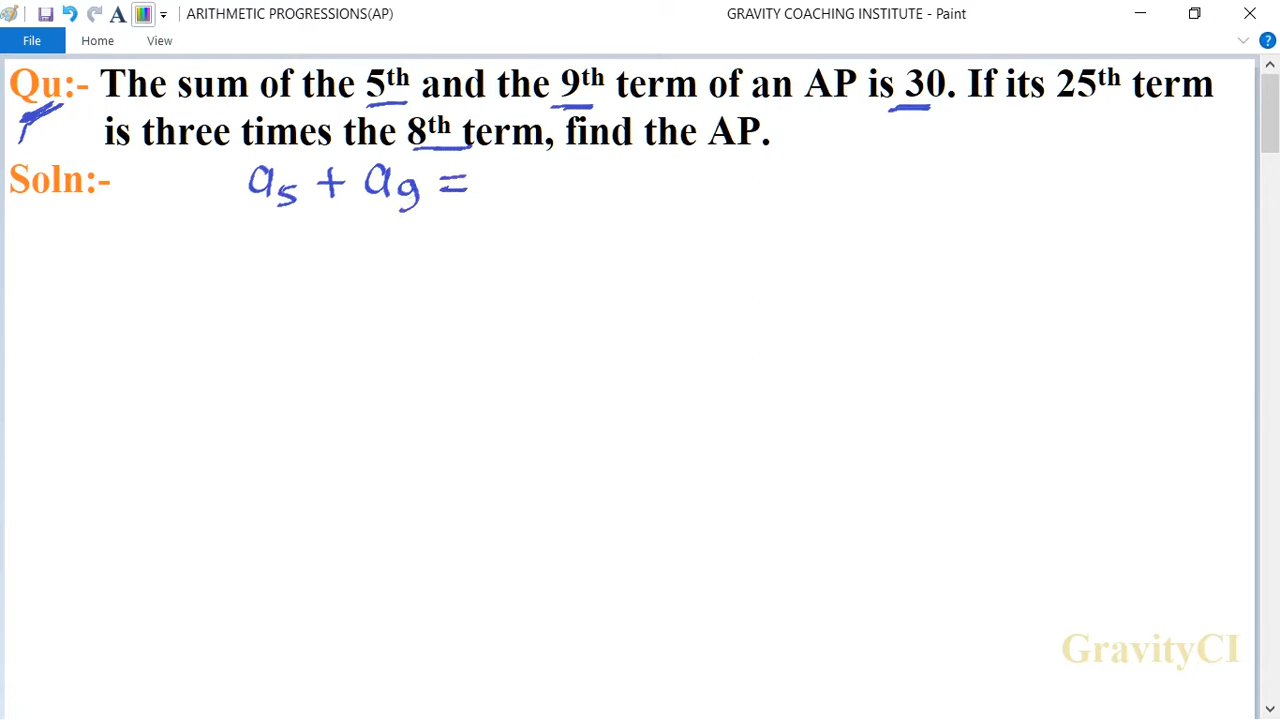 ARITHMETIC PROGRESSIONS(AP) GRAVITY COACHING INSTITUTE - Paint
File Home View
Qu:- The sum of the 5th and the 9th term of an AP is 30. If its 25th term
is three times the 8th term, find the AP.
Soln:- a5 + a9 =
GravityCI